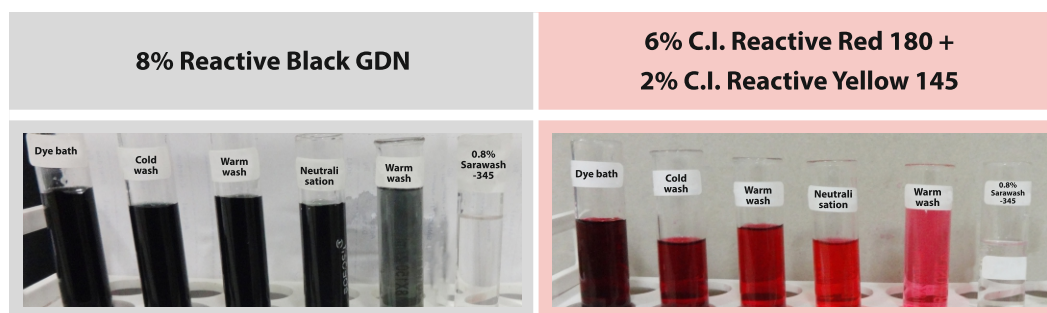 8% Reactive Black GDN
6% C.I. Reactive Red 180 +
2% C.I. Reactive Yellow 145
Dye bath
Cold
wash
Warm
wash
Neutrali
sation
Warm
wash
0.8%
Sarawash
-345
Dye bath
Cold
wash
Warm
wash
Neutrali
sation
Warm
wash
0.8%
Sarawash
-345